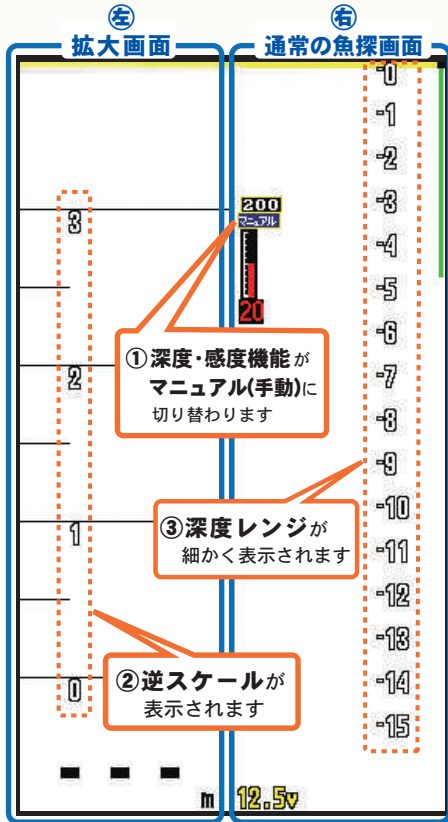 左
拡大画面
右
通常の魚探画面
3
2
1
0
200
マニュアル
20
①深度・感度機能が
マニュアル(手動)に
切り替わります
②逆スケールが
表示されます
③深度レンジが
細かく表示されます
-0
-1
-2
-3
-4
-5
-6
-7
-8
-9
-10
-11
-12
-13
-14
-15
- - -
m
12.5v